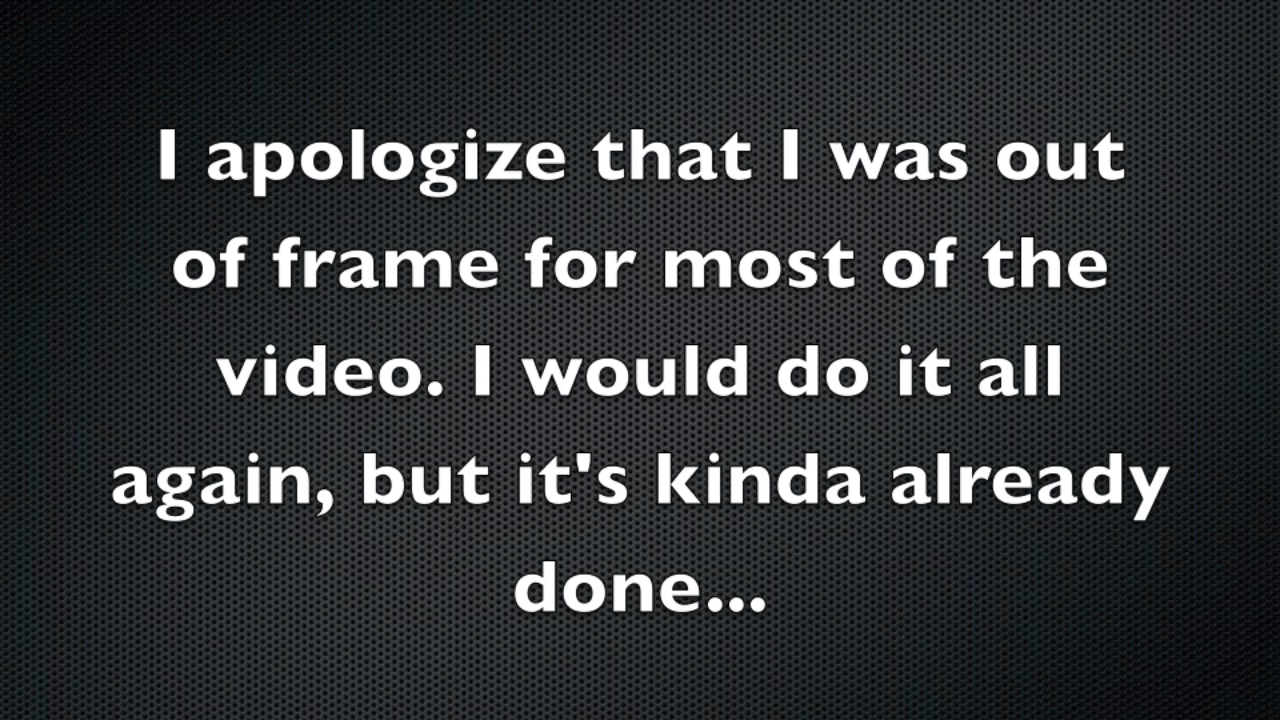 I apologize that I was out
of frame for most of the
video. I would do it all
again, but it's kinda already
done...